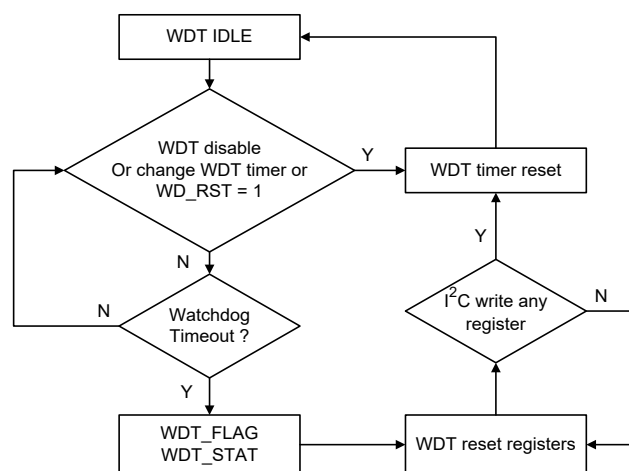 WDT IDLE
WDT disable
Or change WDT timer or
WD_RST = 1
Y
WDT timer reset
N
Y
N
Watchdog
Timeout ?
I²C write any
register
N
Y
WDT_FLAG
WDT_STAT
WDT reset registers